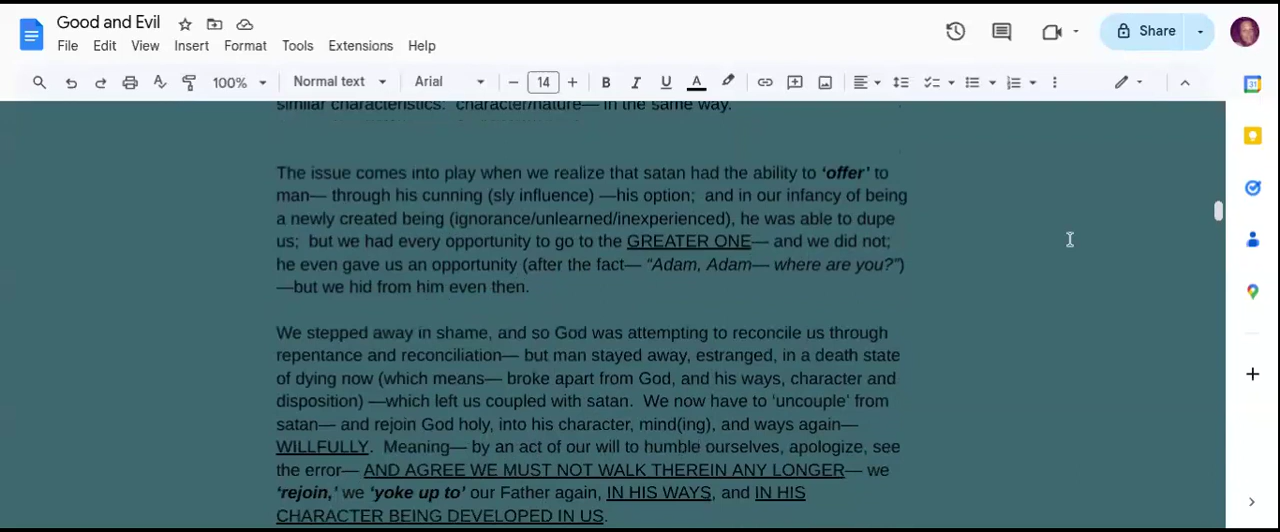 Good and Evil
File Edit View Insert Format Tools Extensions Help
Share
100% Normal text Arial 14
similar characteristics: character/nature— in the same way.
The issue comes into play when we realize that satan had the ability to ‘offer’ to
man— through his cunning (sly influence) —his option;  and in our infancy of being
a newly created being (ignorance/unlearned/inexperienced), he was able to dupe
us;  but we had every opportunity to go to the GREATER ONE— and we did not;
he even gave us an opportunity (after the fact— “Adam, Adam— where are you?”)
—but we hid from him even then.
We stepped away in shame, and so God was attempting to reconcile us through
repentance and reconciliation— but man stayed away, estranged, in a death state
of dying now (which means— broke apart from God, and his ways, character and
disposition) —which left us coupled with satan.  We now have to ‘uncouple’ from
satan— and rejoin God holy, into his character, mind(ing), and ways again—
WILLFULLY.  Meaning— by an act of our will to humble ourselves, apologize, see
the error— AND AGREE WE MUST NOT WALK THEREIN ANY LONGER— we
‘rejoin,’ we ‘yoke up to’ our Father again, IN HIS WAYS, and IN HIS
CHARACTER BEING DEVELOPED IN US.